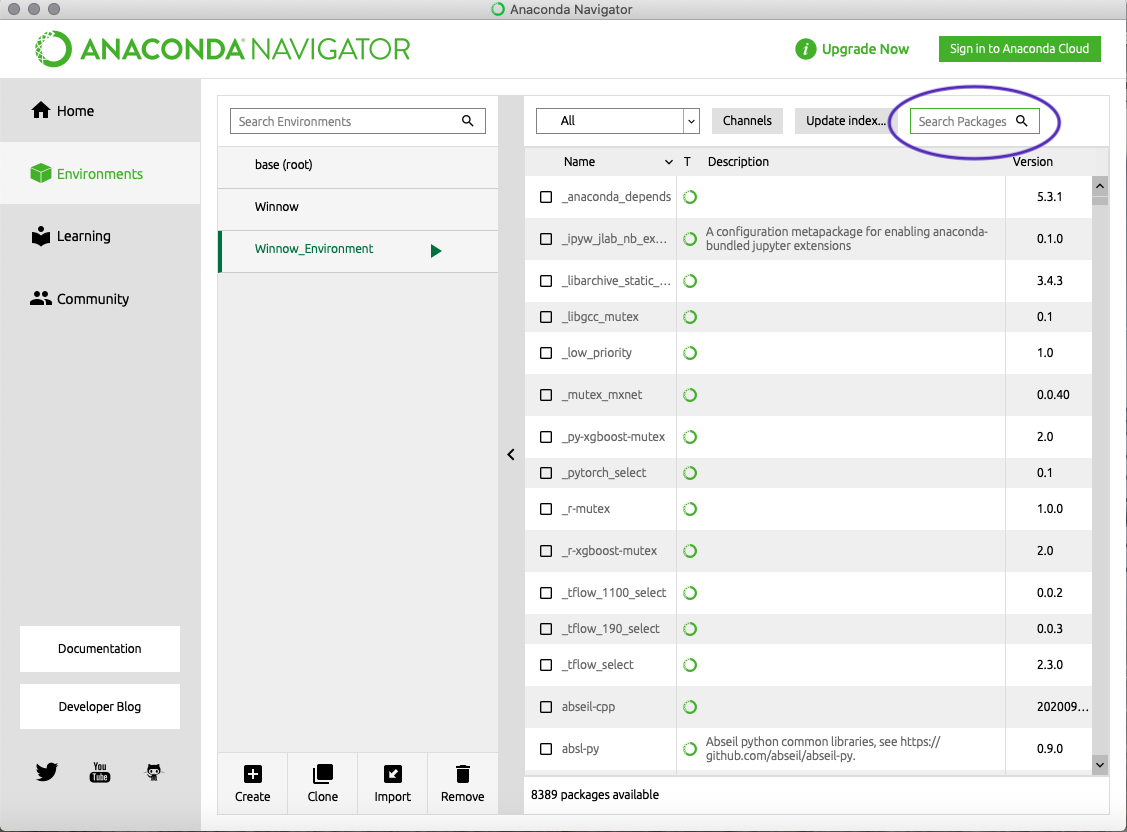 Anaconda Navigator
ANACONDA NAVIGATOR
i Upgrade Now
Sign in to Anaconda Cloud
Home
Environments
Learning
Community
Documentation
Developer Blog
You
Tube
Search Environments
base (root)
Winnow
Winnow_Environment
Create Clone Import Remove
All Channels Update index... Search Packages
Name T Description Version
_anaconda_depends 5.3.1
_ipyw_jlab_nb_ex... A configuration metapackage for enabling anaconda-
bundled jupyter extensions 0.1.0
_libarchive_static_... 3.4.3
_libgcc_mutex 0.1
_low_priority 1.0
_mutex_mxnet 0.0.40
_py-xgboost-mutex 2.0
_pytorch_select 0.1
_r-mutex 1.0.0
_r-xgboost-mutex 2.0
_tflow_1100_select 0.0.2
_tflow_190_select 0.0.3
_tflow_select 2.3.0
abseil-cpp 202009...
absl-py Abseil python common libraries, see https://
github.com/abseil/abseil-py. 0.9.0
8389 packages available